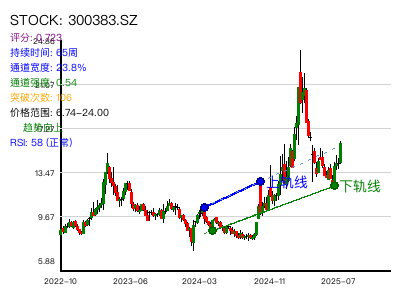 STOCK: 300383.SZ
评分: 0.723
持续时间: 65周
通道宽度: 23.8%
通道强度: 0.54
突破次数: 106
价格范围: 6.74~24.00
趋势向上
RSI: 58 (正常)
13.47
9.67
5.88
上轨线
下轨线
2022-10
2023-06
2024-03
2024-11
2025-07